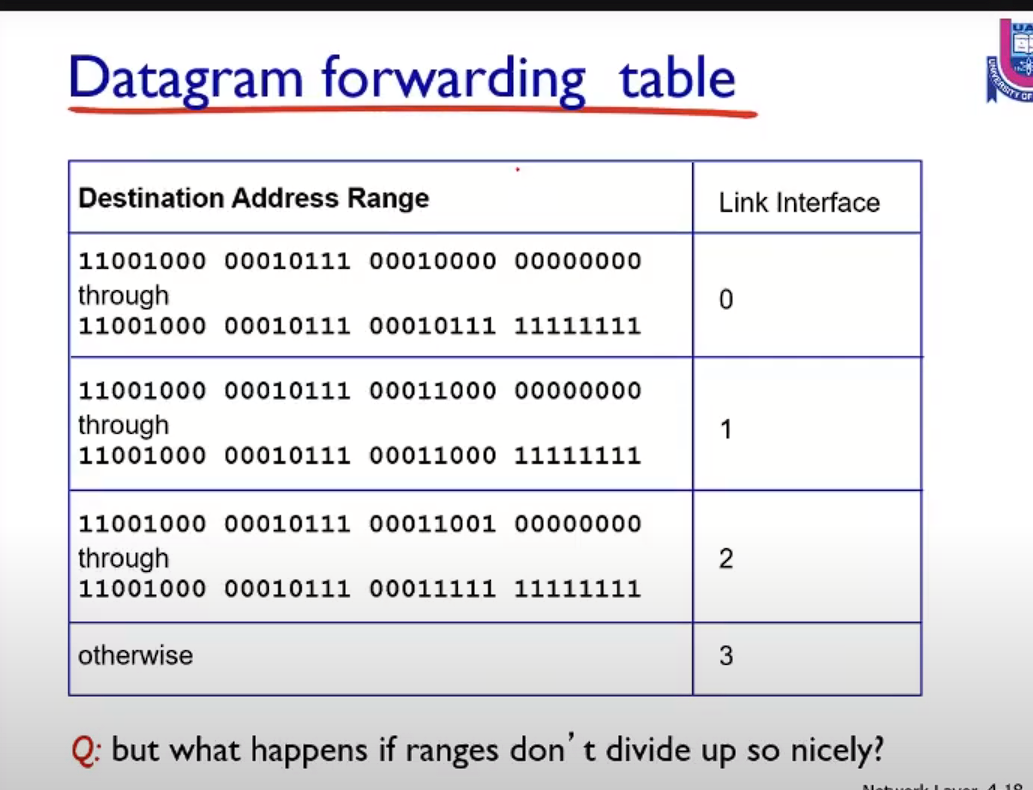 Datagram forwarding table
Destination Address Range
Link Interface
11001000 00010111 00010000 00000000
through
11001000 00010111 00010111 11111111
0
11001000 00010111 00011000 00000000
through
11001000 00010111 00011000 11111111
1
11001000 00010111 00011001 00000000
through
11001000 00010111 00011111 11111111
2
otherwise
3
Q: but what happens if ranges don’t divide up so nicely?
Network Layer 4-18
UNIVERSITY OF